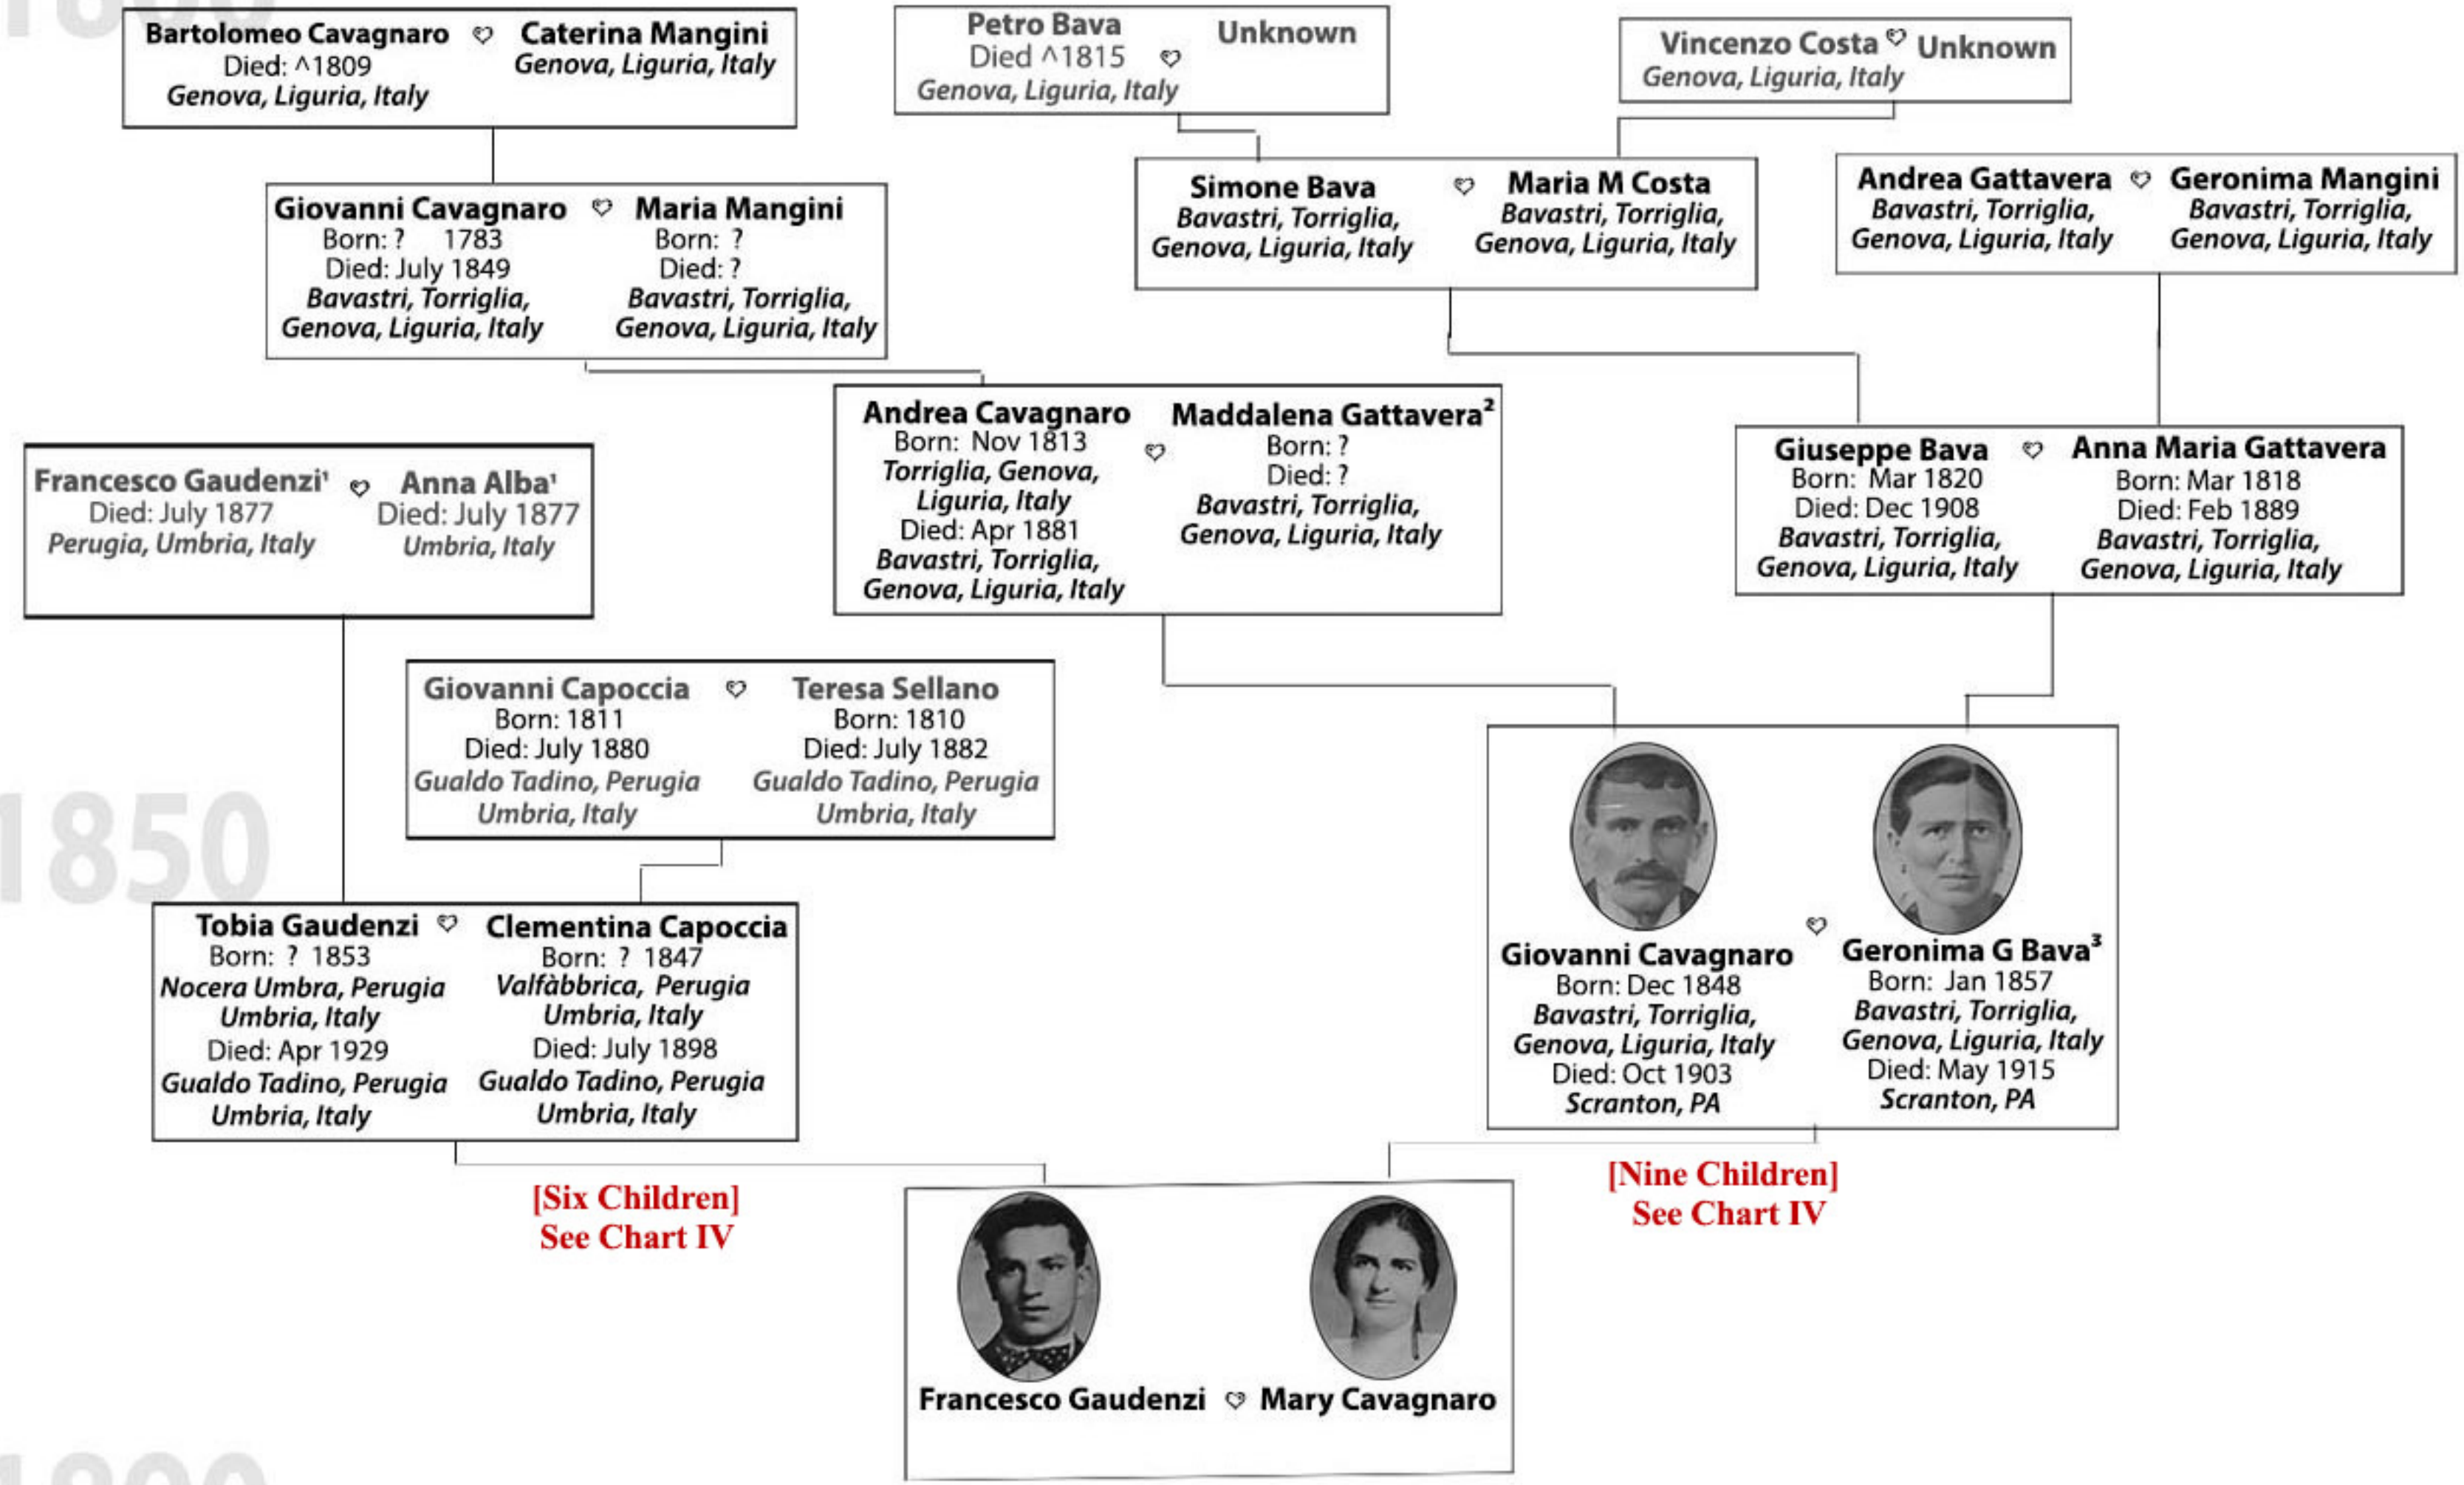 Bartolomeo Cavagnaro
Died: ^1809
Genova, Liguria, Italy
Caterina Mangini
Genova, Liguria, Italy
Petro Bava
Died ^1815
Genova, Liguria, Italy
Unknown
Vincenzo Costa
Genova, Liguria, Italy
Unknown
Giovanni Cavagnaro
Born: ? 1783
Died: July 1849
Bavastri, Torriglia,
Genova, Liguria, Italy
Maria Mangini
Born: ?
Died: ?
Bavastri, Torriglia,
Genova, Liguria, Italy
Simone Bava
Bavastri, Torriglia,
Genova, Liguria, Italy
Maria M Costa
Bavastri, Torriglia,
Genova, Liguria, Italy
Andrea Gattavera
Bavastri, Torriglia,
Genova, Liguria, Italy
Geronima Mangini
Bavastri, Torriglia,
Genova, Liguria, Italy
Francesco Gaudenzi¹
Died: July 1877
Perugia, Umbria, Italy
Anna Alba¹
Died: July 1877
Umbria, Italy
Andrea Cavagnaro
Born: Nov 1813
Torriglia, Genova,
Liguria, Italy
Died: Apr 1881
Bavastri, Torriglia,
Genova, Liguria, Italy
Maddalena Gattavera²
Born: ?
Died: ?
Bavastri, Torriglia,
Genova, Liguria, Italy
Giuseppe Bava
Born: Mar 1820
Died: Dec 1908
Bavastri, Torriglia,
Genova, Liguria, Italy
Anna Maria Gattavera
Born: Mar 1818
Died: Feb 1889
Bavastri, Torriglia,
Genova, Liguria, Italy
Giovanni Capoccia
Born: 1811
Died: July 1880
Gualdo Tadino, Perugia
Umbria, Italy
Teresa Sellano
Born: 1810
Died: July 1882
Gualdo Tadino, Perugia
Umbria, Italy
1850
Tobia Gaudenzi
Born: ? 1853
Nocera Umbra, Perugia
Umbria, Italy
Died: Apr 1929
Gualdo Tadino, Perugia
Umbria, Italy
Clementina Capoccia
Born: ? 1847
Valfàbbrica, Perugia
Umbria, Italy
Died: July 1898
Gualdo Tadino, Perugia
Umbria, Italy
Giovanni Cavagnaro
Born: Dec 1848
Bavastri, Torriglia,
Genova, Liguria, Italy
Died: Oct 1903
Scranton, PA
Geronima G Bava³
Born: Jan 1857
Bavastri, Torriglia,
Genova, Liguria, Italy
Died: May 1915
Scranton, PA
[Six Children]
See Chart IV
[Nine Children]
See Chart IV
Francesco Gaudenzi
Mary Cavagnaro